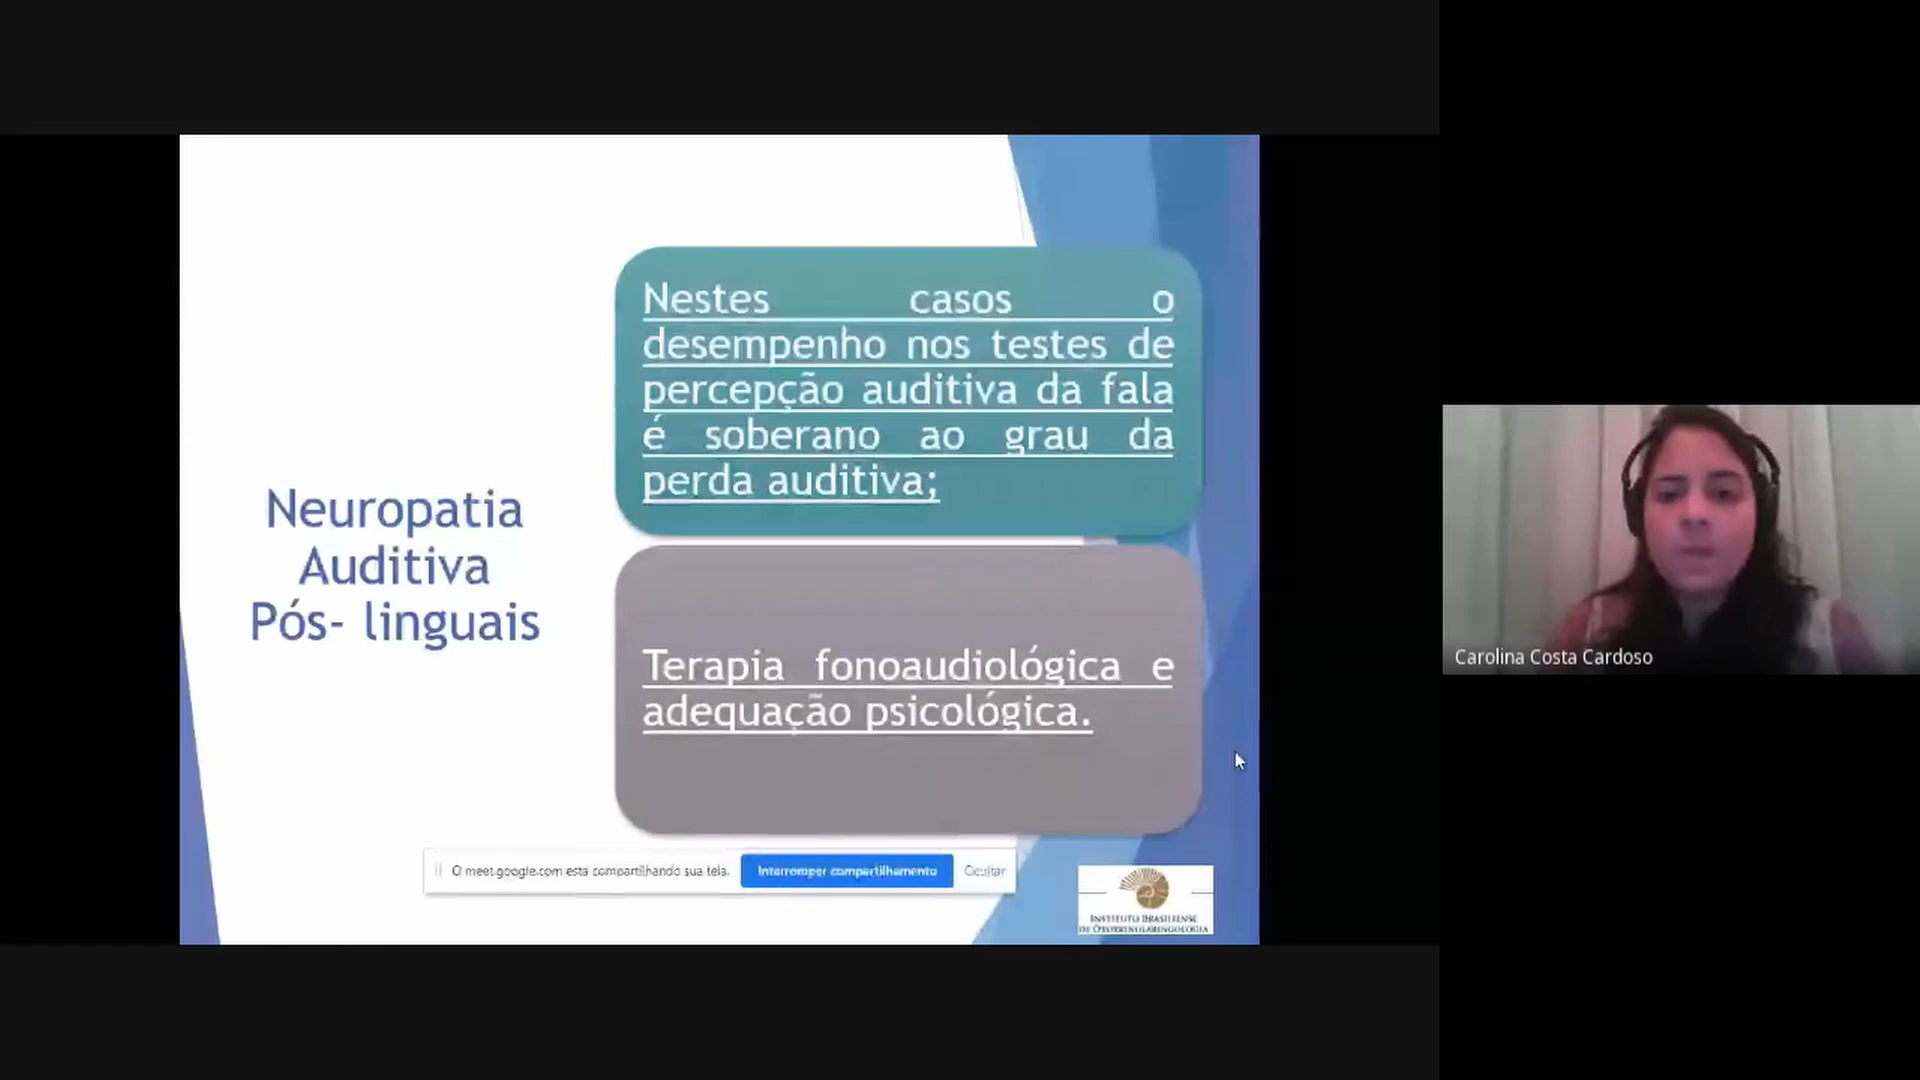 Neuropatia
Auditiva
Pós- linguais
Nestes casos o
desempenho nos testes de
percepção auditiva da fala
é soberano ao grau da
perda auditiva;
Terapia fonoaudiológica e
adequação psicológica.
O meet.google.com está compartilhando sua tela.
Interromper compartilhamento
Ocultar
INSTITUTO BRASILIENSE
DE OTORRINOLARINGOLOGIA
Carolina Costa Cardoso